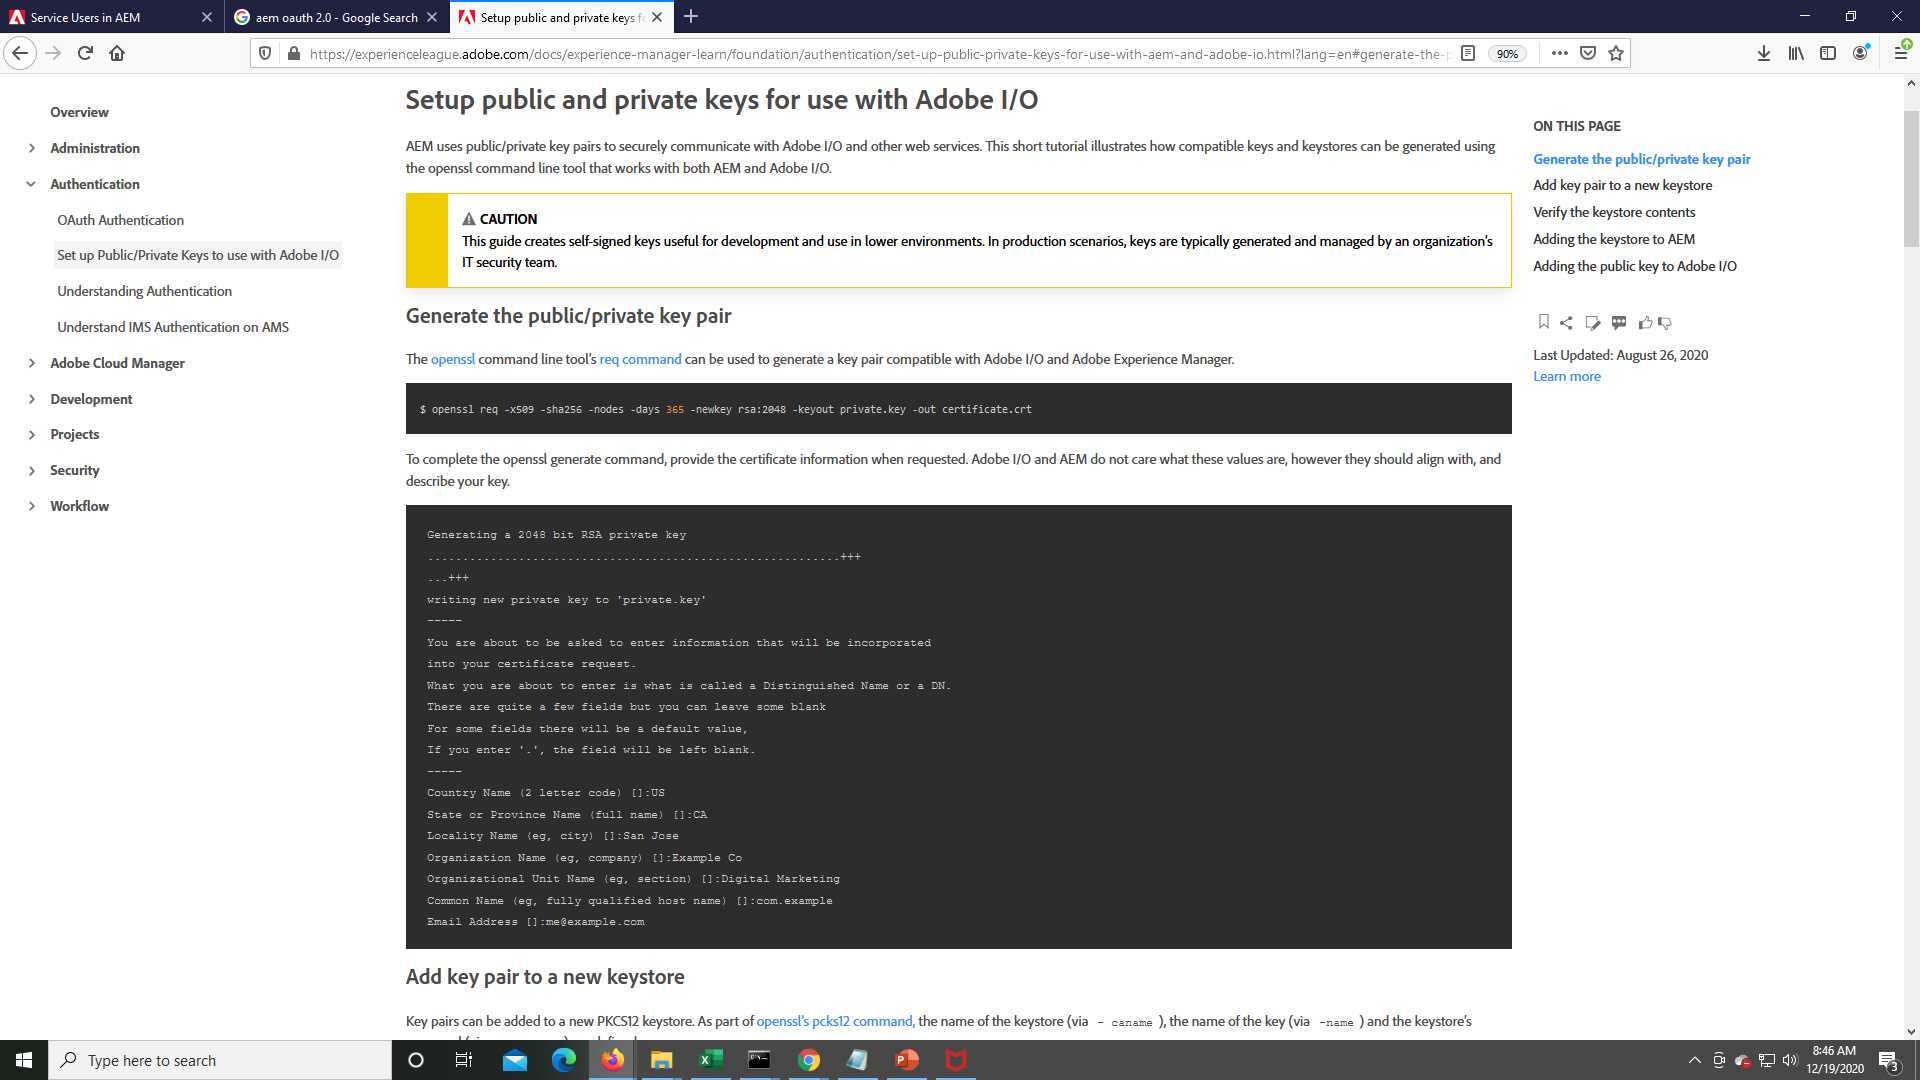 Service Users in AEM
aem oauth 2.0 - Google Search
Setup public and private keys f
https://experienceleague.adobe.com/docs/experience-manager-learn/foundation/authentication/set-up-public-private-keys-for-use-with-aem-and-adobe-io.html?lang=en#generate-the-p
90%
Overview
Administration
Authentication
OAuth Authentication
Set up Public/Private Keys to use with Adobe I/O
Understanding Authentication
Understand IMS Authentication on AMS
Adobe Cloud Manager
Development
Projects
Security
Workflow
Setup public and private keys for use with Adobe I/O
AEM uses public/private key pairs to securely communicate with Adobe I/O and other web services. This short tutorial illustrates how compatible keys and keystores can be generated using
the openssl command line tool that works with both AEM and Adobe I/O.
CAUTION
This guide creates self-signed keys useful for development and use in lower environments. In production scenarios, keys are typically generated and managed by an organization's
IT security team.
Generate the public/private key pair
The openssl command line tool's req command can be used to generate a key pair compatible with Adobe I/O and Adobe Experience Manager.
$ openssl req -x509 -sha256 -nodes -days 365 -newkey rsa:2048 -keyout private.key -out certificate.crt
To complete the openssl generate command, provide the certificate information when requested. Adobe I/O and AEM do not care what these values are, however they should align with, and
describe your key.
Generating a 2048 bit RSA private key
...........................................................+++
...+++
writing new private key to 'private.key'
-----
You are about to be asked to enter information that will be incorporated
into your certificate request.
What you are about to enter is what is called a Distinguished Name or a DN.
There are quite a few fields but you can leave some blank
For some fields there will be a default value,
If you enter '.', the field will be left blank.
-----
Country Name (2 letter code) []:US
State or Province Name (full name) []:CA
Locality Name (eg, city) []:San Jose
Organization Name (eg, company) []:Example Co
Organizational Unit Name (eg, section) []:Digital Marketing
Common Name (eg, fully qualified host name) []:com.example
Email Address []:me@example.com
Add key pair to a new keystore
Key pairs can be added to a new PKCS12 keystore. As part of openssl's pcks12 command, the name of the keystore (via - caname ), the name of the key (via -name ) and the keystore's
ON THIS PAGE
Generate the public/private key pair
Add key pair to a new keystore
Verify the keystore contents
Adding the keystore to AEM
Adding the public key to Adobe I/O
Last Updated: August 26, 2020
Learn more
Type here to search
8:46 AM
12/19/2020
3